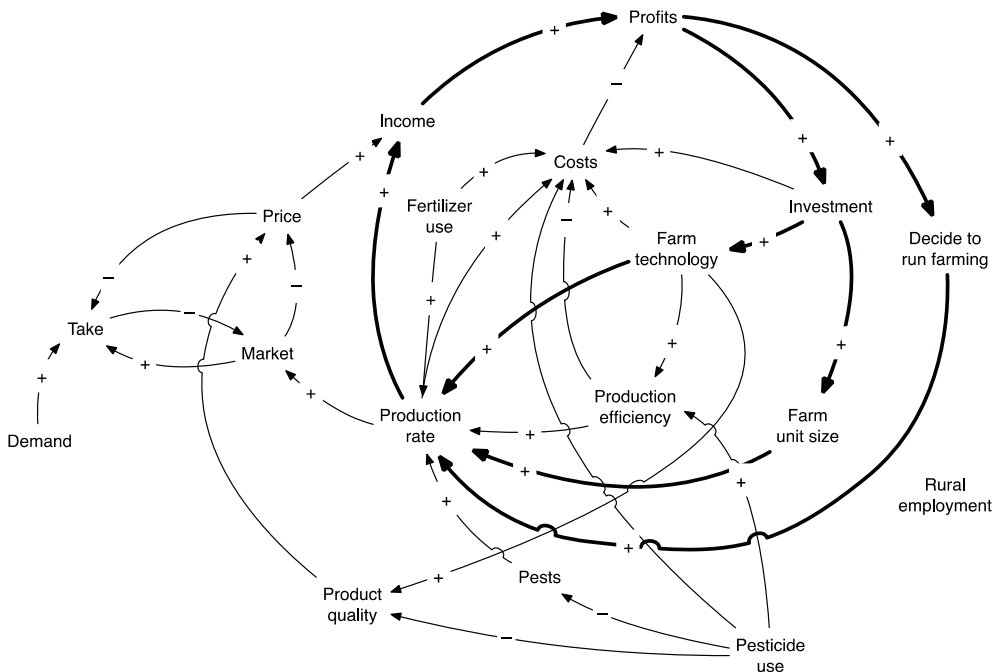 Profits
+
+
+
+
−
Income
Costs
+
+
+
+
Fertilizer
use
Investment
Price
Decide to
run farming
Farm
technology
+
+
−
+
+
+
−
−
Take
−
Market
+
+
+
+
+
+
Production
efficiency
Production
rate
Farm
unit size
+
Demand
+
+
+
Rural
employment
+
+
Pests
+
Product
quality
−
−
Pesticide
use